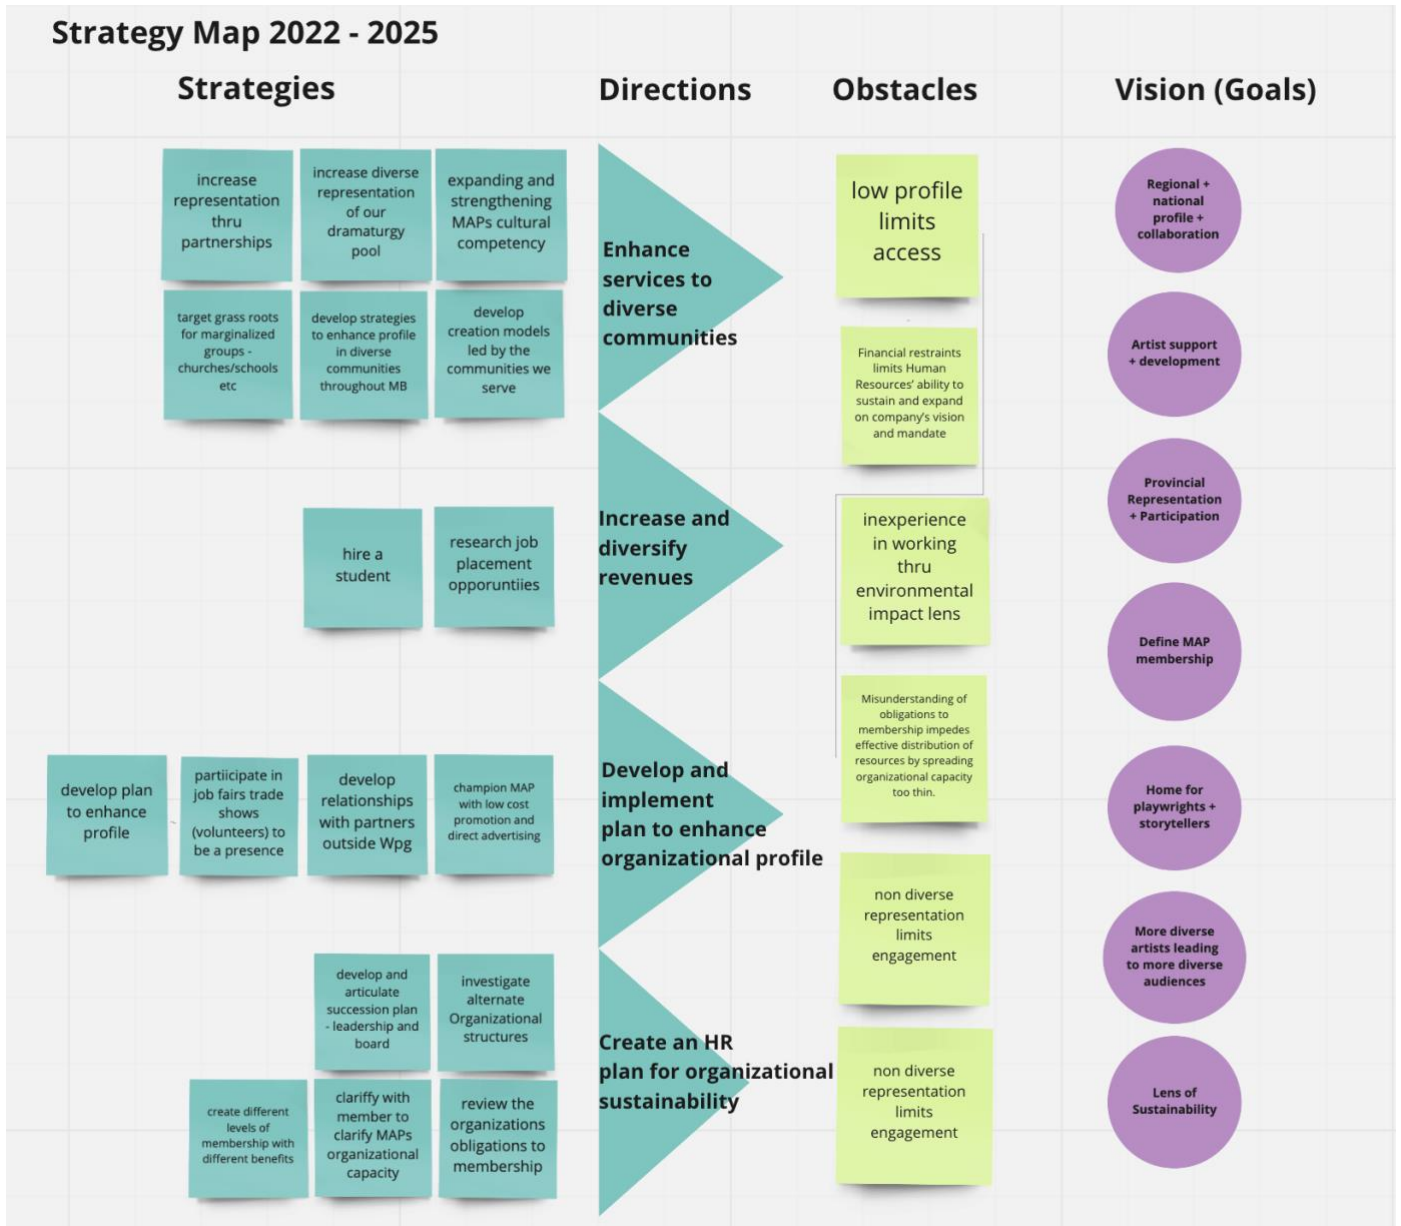 Strategy Map 2022 - 2025
Strategies
Directions
Obstacles
Vision (Goals)
increase
representation
thru
partnerships
increase diverse
representation
of our
dramaturgy
pool
expanding and
strengthening
MAPs cultural
competency
target grass roots
for marginalized
groups -
churches/schools
etc
develop strategies
to enhance profile
in diverse
communities
throughout MB
develop
creation models
led by the
communities we
serve
Enhance
services to
diverse
communities
hire a
student
research job
placement
opporuntiies
Increase and
diversify
revenues
develop plan
to enhance
profile
partiicipate in
job fairs trade
shows
(volunteers) to
be a presence
develop
relationships
with partners
outside Wpg
champion MAP
with low cost
promotion and
direct advertising
Develop and
implement
plan to enhance
organizational profile
develop and
articulate
succession plan
- leadership and
board
investigate
alternate
Organizational
structures
create different
levels of
membership with
different benefits
clariffy with
member to
clarify MAPs
organizational
capacity
review the
organizations
obligations to
membership
Create an HR
plan for organizational
sustainability
low profile
limits
access
Financial restraints
limits Human
Resources' ability to
sustain and expand
on company's vision
and mandate
inexperience
in working
thru
environmental
impact lens
Misunderstanding of
obligations to
membership impedes
effective distribution of
resources by spreading
organizational capacity
too thin.
non diverse
representation
limits
engagement
non diverse
representation
limits
engagement
Regional +
national
profile +
collaboration
Artist support
+ development
Provincial
Representation
+ Participation
Define MAP
membership
Home for
playwrights +
storytellers
More diverse
artists leading
to more diverse
audiences
Lens of
Sustainability